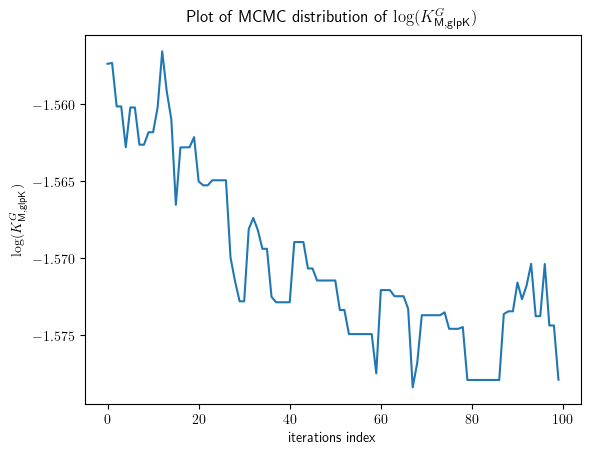 Plot of MCMC distribution of log(K^G_{M,glpK})
log(K^G_{M,glpK})
−1.560
−1.565
−1.570
−1.575
0 20 40 60 80 100
iterations index